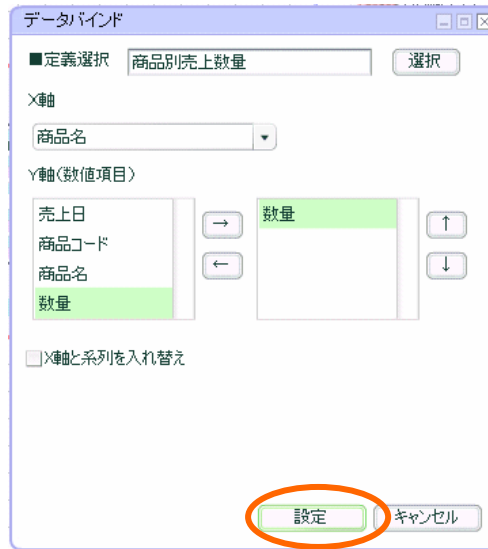 データバインド
■定義選択 商品別売上数量 選択
X軸
商品名
Y軸(数値項目)
売上日 → 数量 ↑
商品コード
商品名 ← ↓
数量
X軸と系列を入れ替え
設定 キャンセル